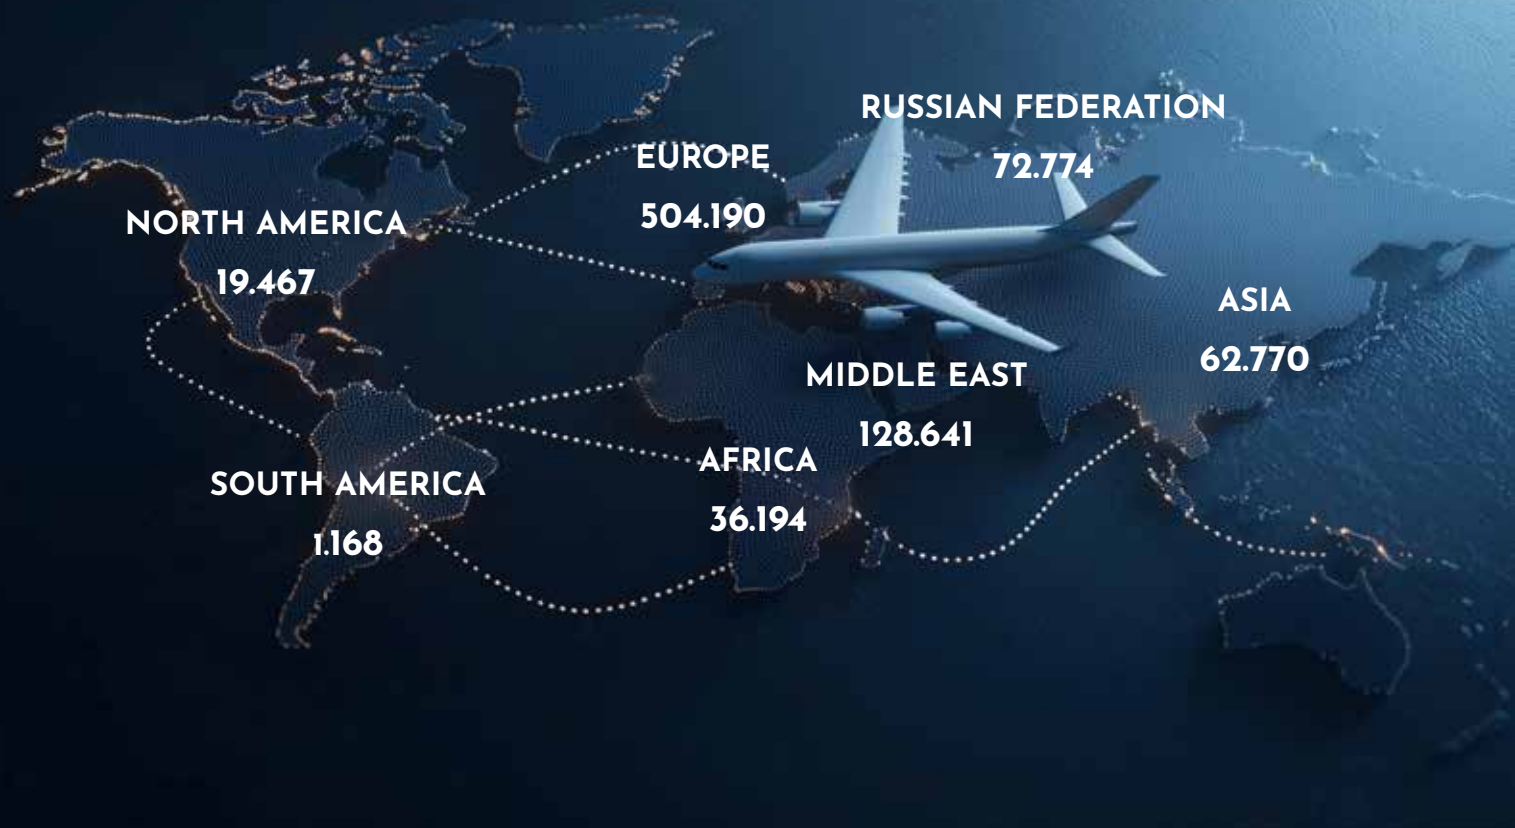 RUSSIAN FEDERATION
72.774
EUROPE
504.190
NORTH AMERICA
19.467
ASIA
62.770
MIDDLE EAST
128.641
AFRICA
36.194
SOUTH AMERICA
1.168